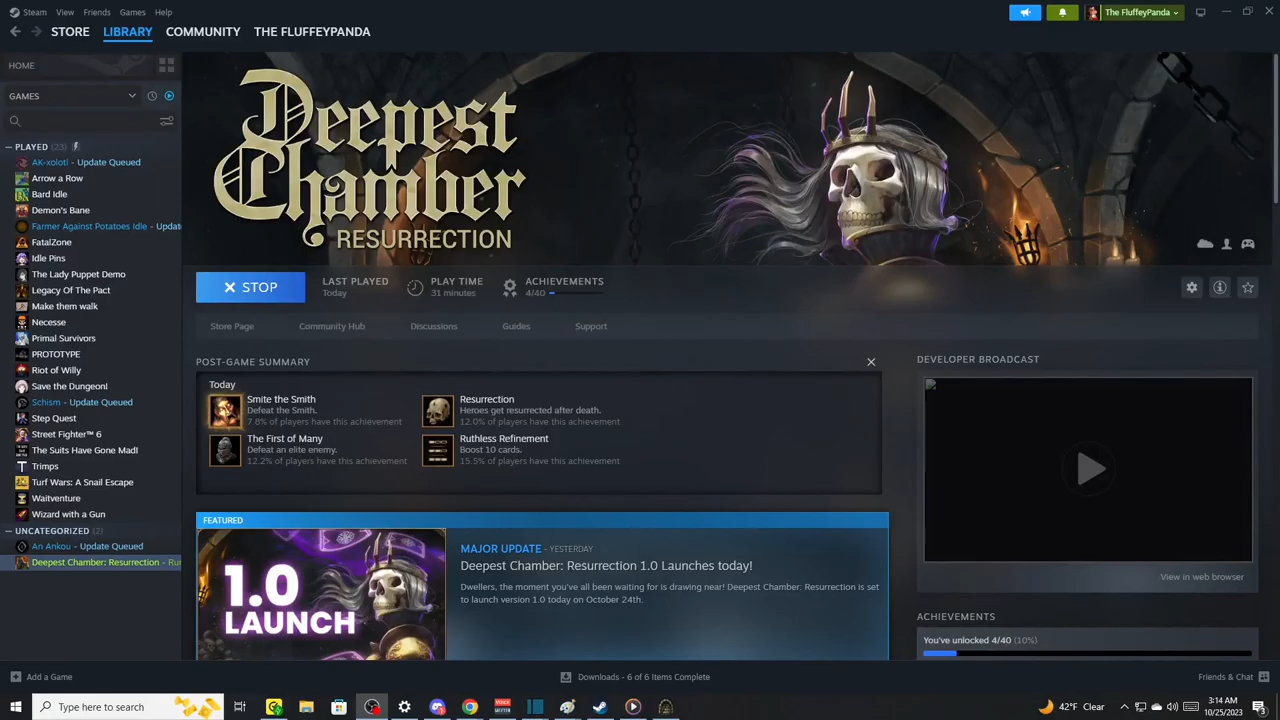 Steam View Friends Games Help
The FluffeyPanda
STORE LIBRARY COMMUNITY THE FLUFFEYPANDA
HOME
GAMES
PLAYED (23)
AK-xolotl - Update Queued
Arrow a Row
Bard Idle
Demon's Bane
Farmer Against Potatoes Idle - Updat
FatalZone
Idle Pins
The Lady Puppet Demo
Legacy Of The Pact
Make them walk
Necesse
Primal Survivors
PROTOTYPE
Riot of Willy
Save the Dungeon!
Schism - Update Queued
Step Quest
Street Fighter™ 6
The Suits Have Gone Mad!
Trimps
Turf Wars: A Snail Escape
Waitventure
Wizard with a Gun
UNCATEGORIZED (2)
An Ankou - Update Queued
Deepest Chamber: Resurrection - Run
Deepest
Chamber
RESURRECTION
STOP
LAST PLAYED
Today
PLAY TIME
31 minutes
ACHIEVEMENTS
4/40
Store Page Community Hub Discussions Guides Support
POST-GAME SUMMARY
Today
Smite the Smith
Defeat the Smith.
7.8% of players have this achievement
Resurrection
Heroes get resurrected after death.
12.0% of players have this achievement
The First of Many
Defeat an elite enemy.
12.2% of players have this achievement
Ruthless Refinement
Boost 10 cards.
15.5% of players have this achievement
FEATURED
1.0
LAUNCH
MAJOR UPDATE - YESTERDAY
Deepest Chamber: Resurrection 1.0 Launches today!
Dwellers, the moment you've all been waiting for is drawing near! Deepest Chamber: Resurrection is set
to launch version 1.0 today on October 24th.
DEVELOPER BROADCAST
View in web browser
ACHIEVEMENTS
You've unlocked 4/40 (10%)
Add a Game
Downloads - 6 of 6 Items Complete
Friends & Chat
Type here to search
42°F Clear
3:14 AM
10/25/2023